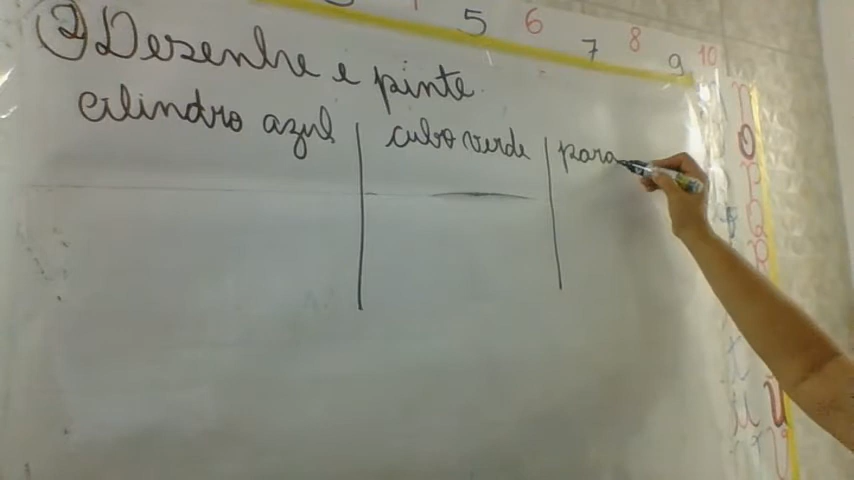 5 6 7 8 9 10
2) Desenhe e pinte.
cilindro azul | cubo verde | para